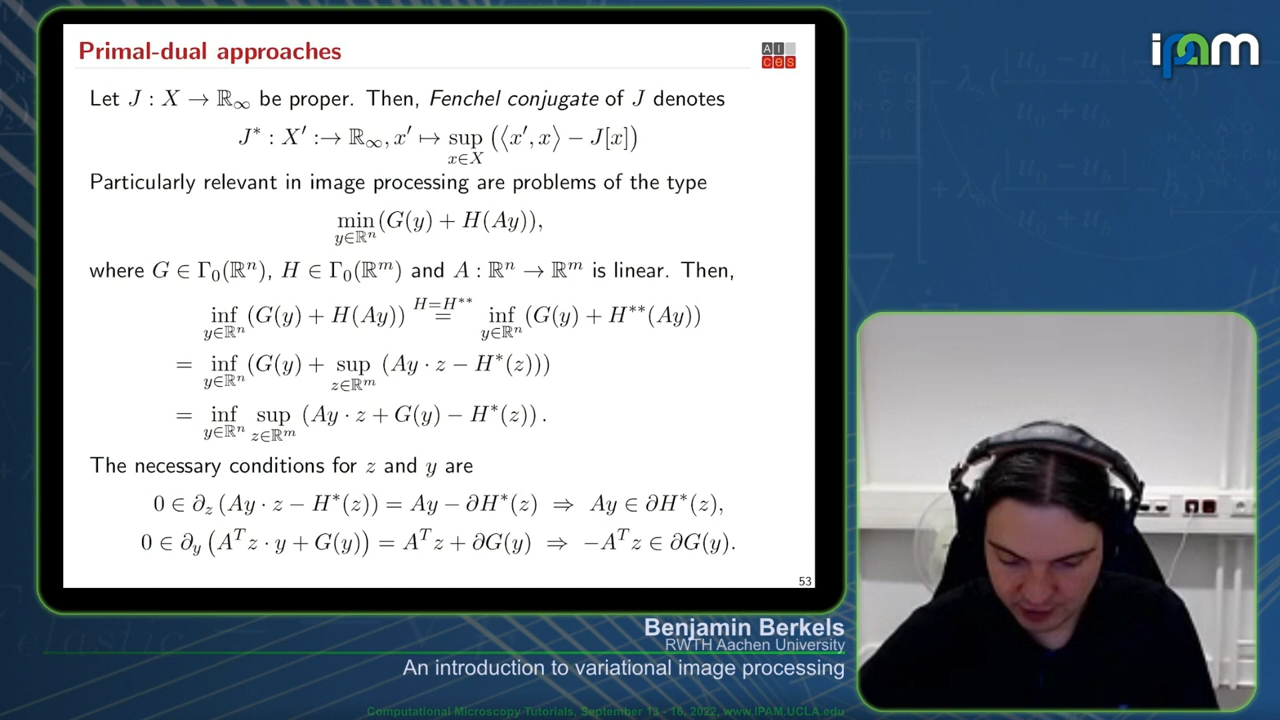 Primal-dual approaches
AI
ces
Let J : X → ℝ∞ be proper. Then, Fenchel conjugate of J denotes
J* : X′ :→ ℝ∞, x′ ↦ sup_{x∈X} (⟨x′, x⟩ − J[x])
Particularly relevant in image processing are problems of the type
min_{y∈ℝⁿ} (G(y) + H(Ay)),
where G ∈ Γ₀(ℝⁿ), H ∈ Γ₀(ℝᵐ) and A : ℝⁿ → ℝᵐ is linear. Then,
inf_{y∈ℝⁿ} (G(y) + H(Ay)) =^{H=H**} inf_{y∈ℝⁿ} (G(y) + H**(Ay))
= inf_{y∈ℝⁿ} (G(y) + sup_{z∈ℝᵐ} (Ay · z − H*(z)))
= inf_{y∈ℝⁿ} sup_{z∈ℝᵐ} (Ay · z + G(y) − H*(z)) .
The necessary conditions for z and y are
0 ∈ ∂_z (Ay · z − H*(z)) = Ay − ∂H*(z) ⇒ Ay ∈ ∂H*(z),
0 ∈ ∂_y (Aᵀz · y + G(y)) = Aᵀz + ∂G(y) ⇒ −Aᵀz ∈ ∂G(y).
53
ipam
Benjamin Berkels
RWTH Aachen University
An introduction to variational image processing
Computational Microscopy Tutorials, September 13 - 16, 2022, www.IPAM.UCLA.edu